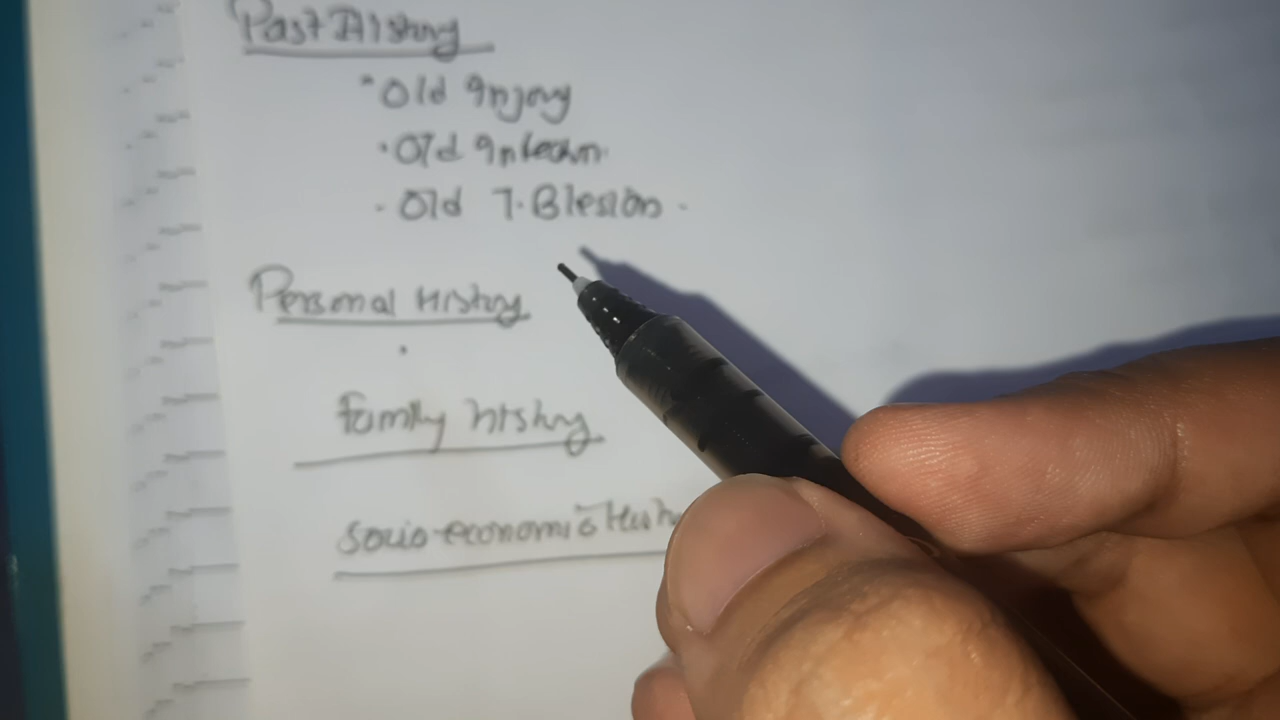 Past History
• Old Injury
• Old Infection.
• Old T.B lesion.
Personal History
•
Family history
Socio-economic